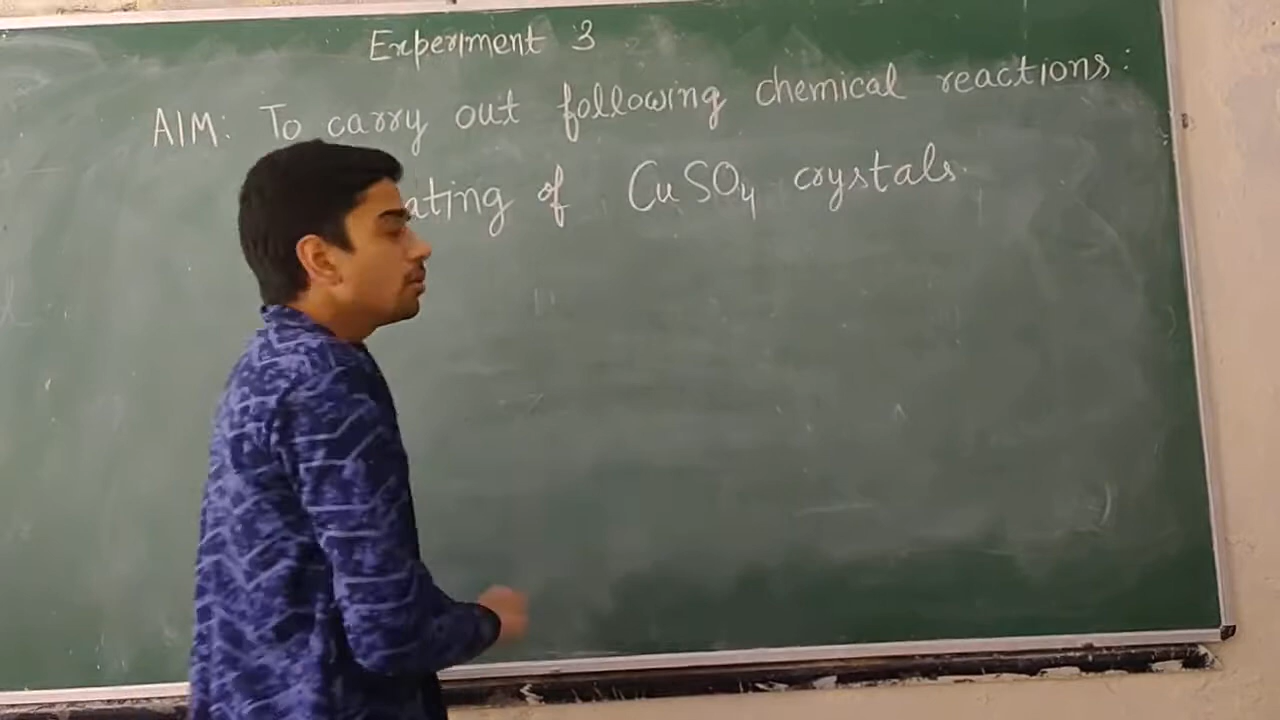 Experiment 3
AIM: To carry out following chemical reactions:
ating of CuSO4 crystals.